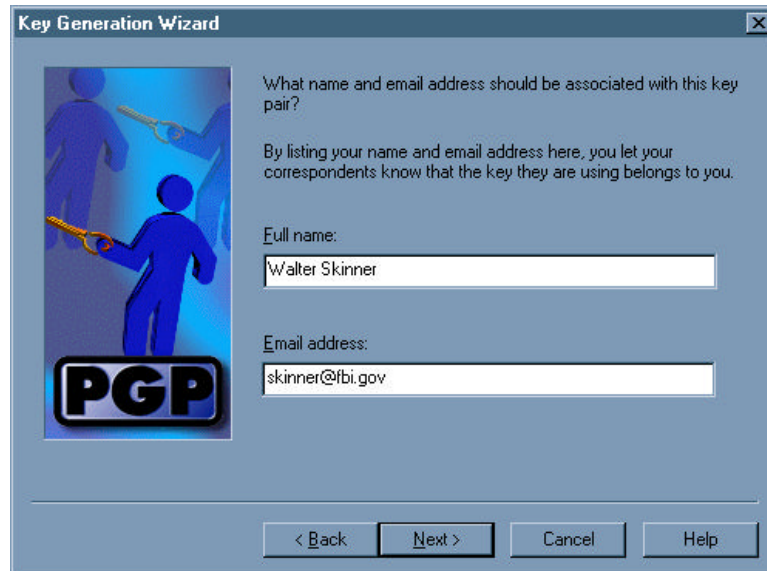 Key Generation Wizard
What name and email address should be associated with this key
pair?
By listing your name and email address here, you let your
correspondents know that the key they are using belongs to you.
Full name:
Walter Skinner
Email address:
skinner@fbi.gov
PGP
< Back Next > Cancel Help